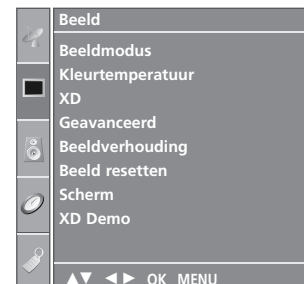 Beeld
Beeldmodus
Kleurtemperatuur
XD
Geavanceerd
Beeldverhouding
Beeld resetten
Scherm
XD Demo
▲▼ ◄► OK MENU